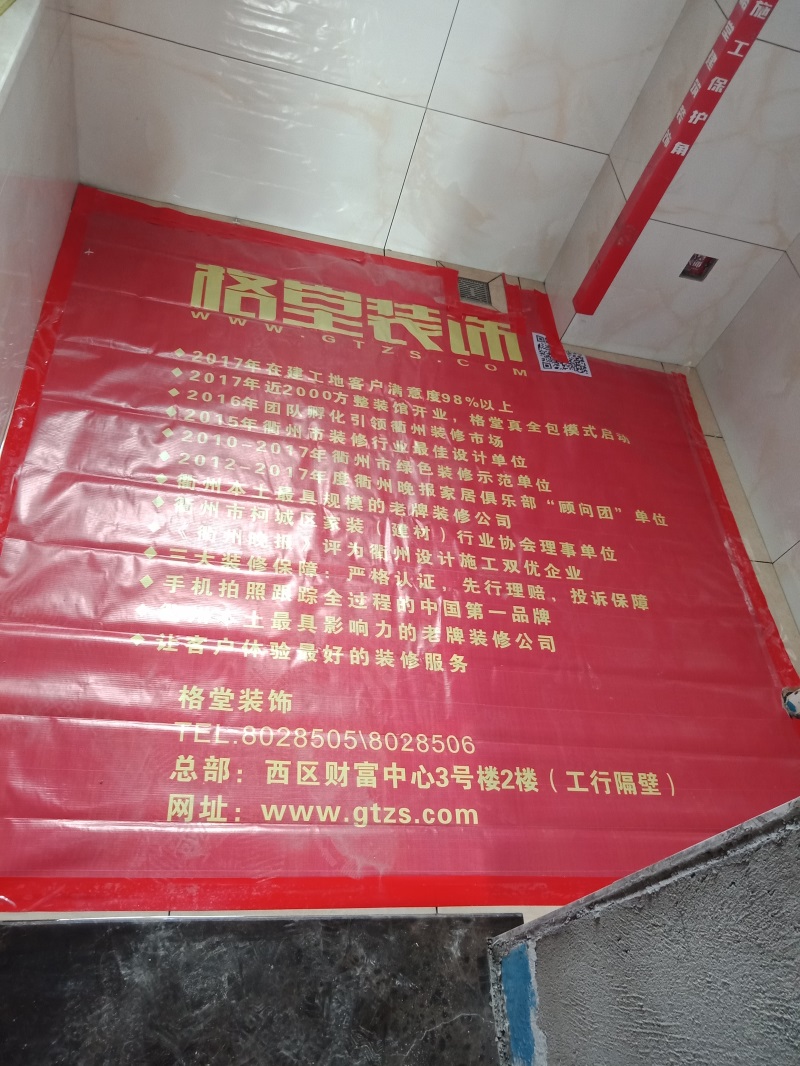 施工保护角
格堂装饰
WWW.GTZS.COM
◆2017年在建工地客户满意度98%以上
◆2017年近2000方整装馆开业，格堂真全包模式启动
◆2016年团队孵化引领衢州装修市场
◆2015年衢州市装修行业最佳设计单位
◆2010-2017年衢州市绿色装修示范单位
◆2012-2017年度衢州晚报家居俱乐部“顾问团”单位
◆衢州本土最具规模的老牌装修公司
◆衢州市柯城区家装（建材）行业协会理事单位
衢州晚报 评为衢州设计施工双优企业
◆三大装修保障：严格认证，先行理赔，投诉保障
◆手机拍照跟踪全过程的中国第一品牌
◆ 本土最具影响力的老牌装修公司
◆让客户体验最好的装修服务
格堂装饰
TEL:8028505\8028506
总部：西区财富中心3号楼2楼（工行隔壁）
网址：www.gtzs.com